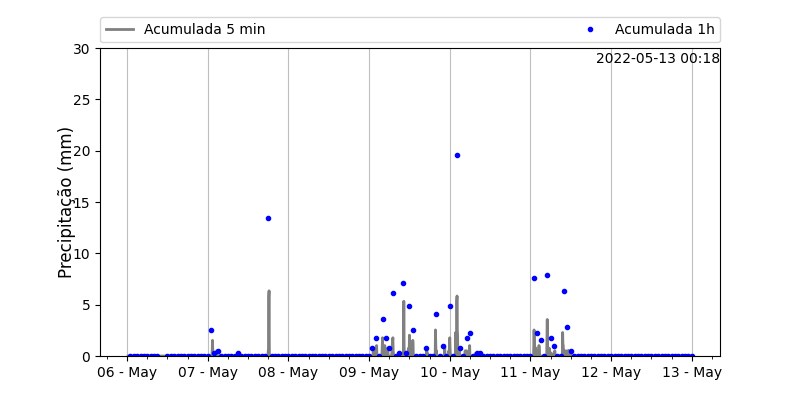 Acumulada 5 min
Acumulada 1h
2022-05-13 00:18
Precipitação (mm)
30
25
20
15
10
5
0
06 - May
07 - May
08 - May
09 - May
10 - May
11 - May
12 - May
13 - May